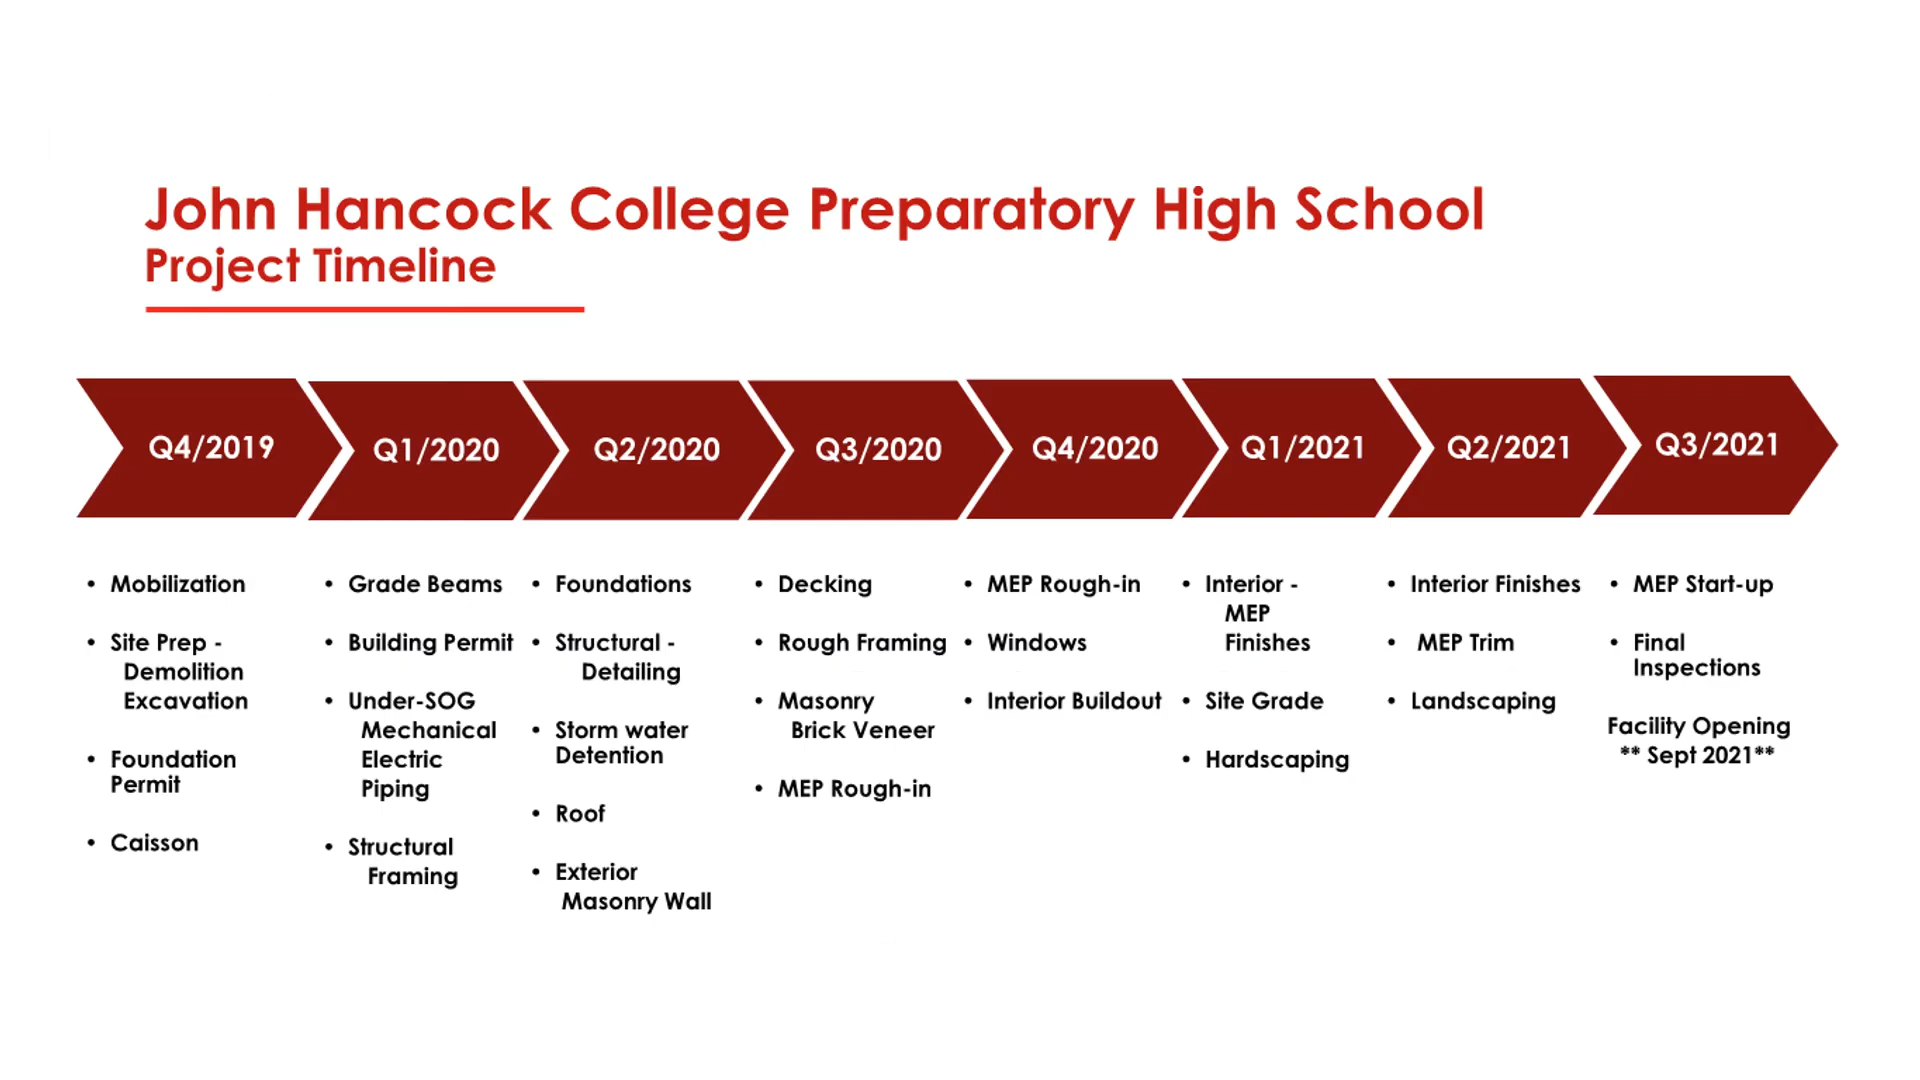 John Hancock College Preparatory High School
Project Timeline
Q4/2019
Q1/2020
Q2/2020
Q3/2020
Q4/2020
Q1/2021
Q2/2021
Q3/2021
• Mobilization
• Site Prep -
Demolition
Excavation
• Foundation
Permit
• Caisson
• Grade Beams
• Building Permit
• Under-SOG
Mechanical
Electric
Piping
• Structural
Framing
• Foundations
• Structural -
Detailing
• Storm water
Detention
• Roof
• Exterior
Masonry Wall
• Decking
• Rough Framing
• Masonry
Brick Veneer
• MEP Rough-in
• MEP Rough-in
• Windows
• Interior Buildout
• Interior -
MEP
Finishes
• Site Grade
• Hardscaping
• Interior Finishes
• MEP Trim
• Landscaping
• MEP Start-up
• Final
Inspections
Facility Opening
** Sept 2021**